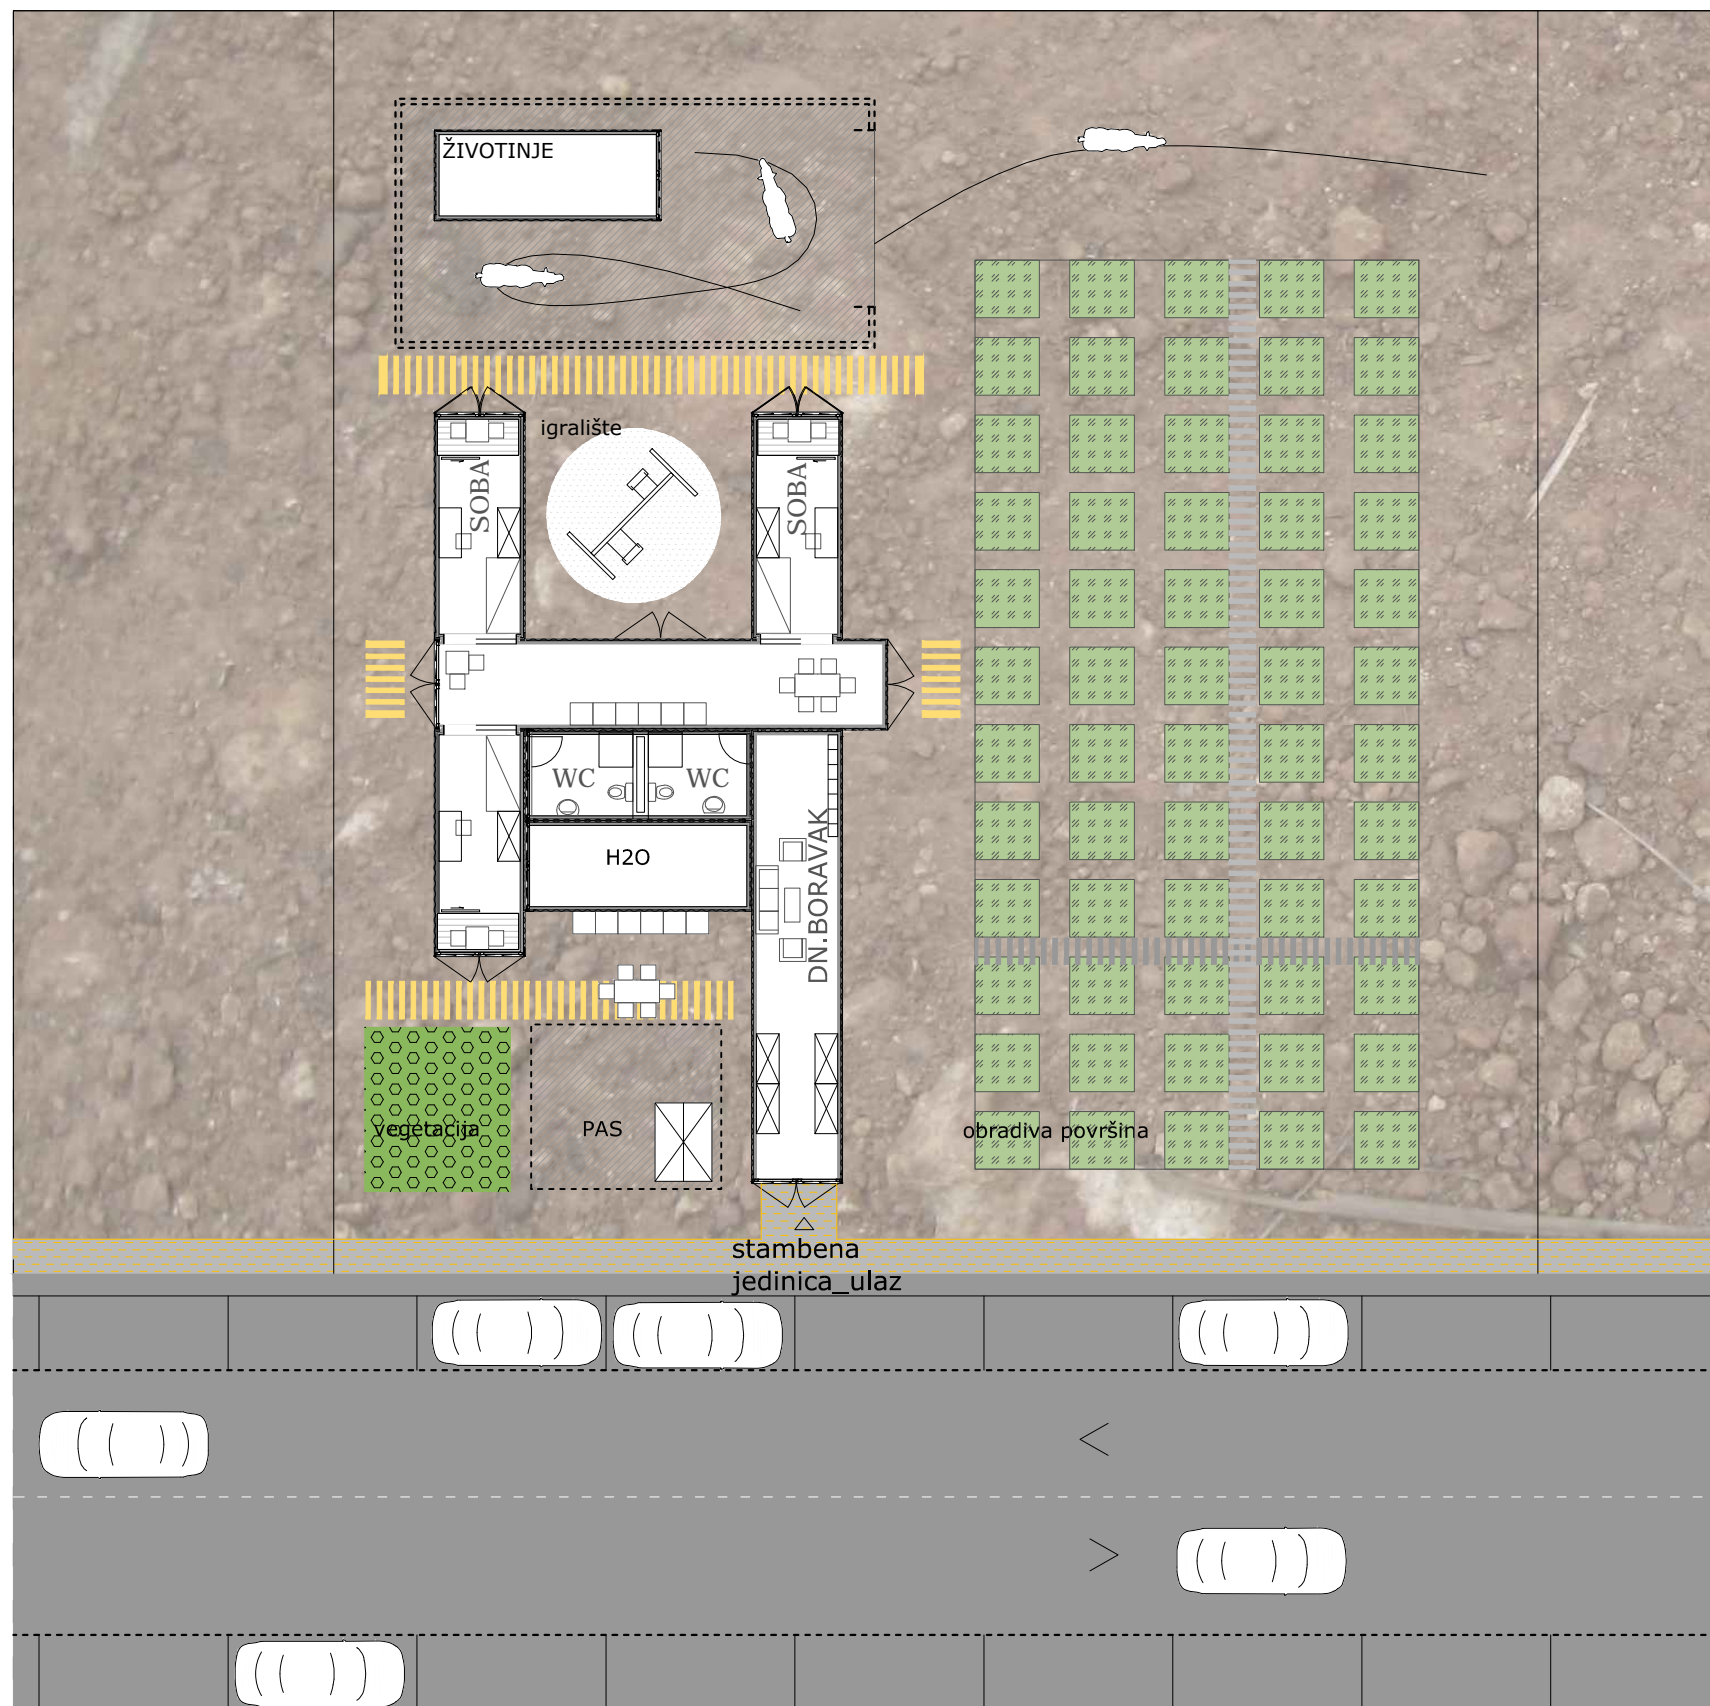 ŽIVOTINJE
igralište
SOBA
SOBA
WC
WC
H2O
DN.BORAVAK
vegetacija
PAS
obradiva površina
stambena
jedinica_ulaz